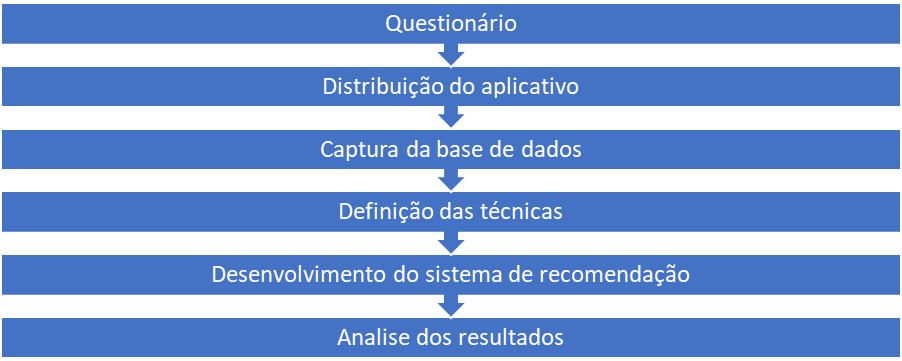 Questionário
Distribuição do aplicativo
Captura da base de dados
Definição das técnicas
Desenvolvimento do sistema de recomendação
Analise dos resultados